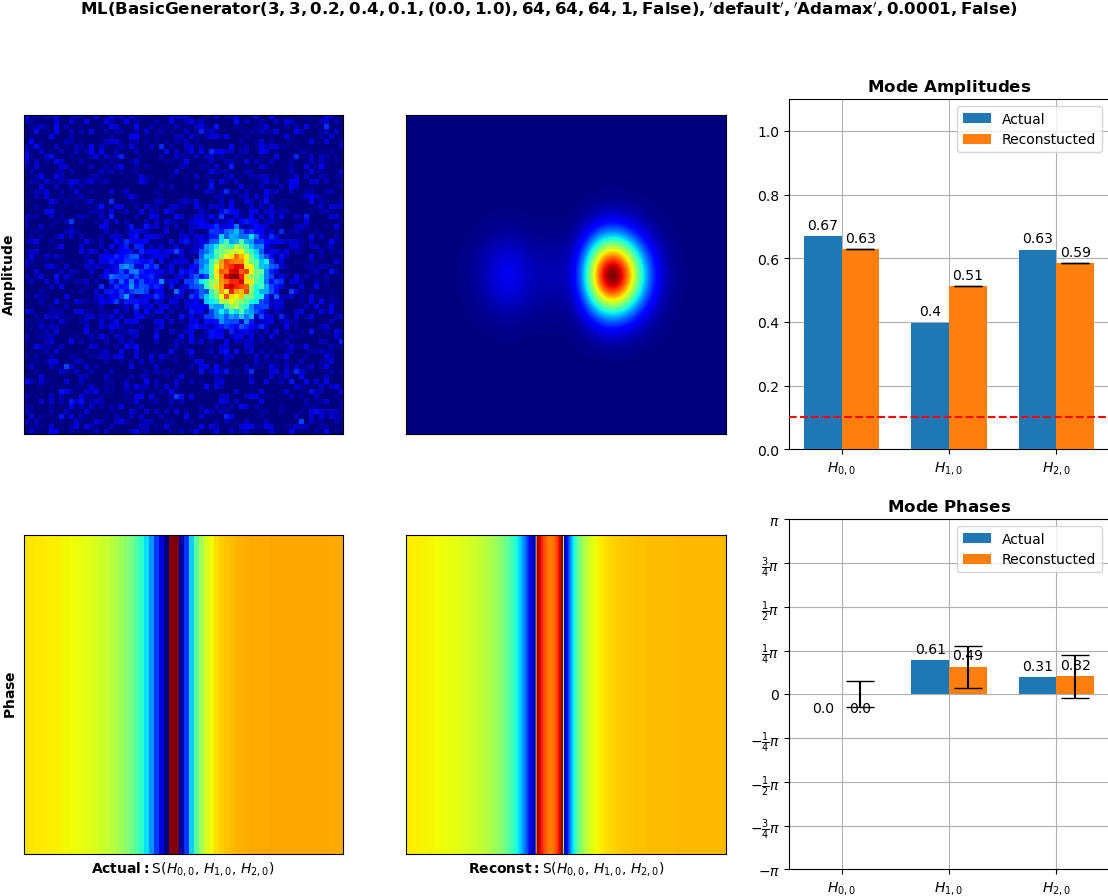 ML(BasicGenerator(3, 3, 0.2, 0.4, 0.1, (0.0, 1.0), 64, 64, 64, 1, False), ′default′, ′Adamax′, 0.0001, False)
Amplitude
Mode Amplitudes
Actual
Reconstucted
1.0
0.8
0.6
0.4
0.2
0.0
0.67
0.63
0.4
0.51
0.63
0.59
H0,0
H1,0
H2,0
Phase
Actual: S(H0,0, H1,0, H2,0)
Reconst: S(H0,0, H1,0, H2,0)
Mode Phases
Actual
Reconstucted
π
3/4π
1/2π
1/4π
0
−1/4π
−1/2π
−3/4π
−π
0.0
0.0
0.61
0.49
0.31
0.32
H0,0
H1,0
H2,0